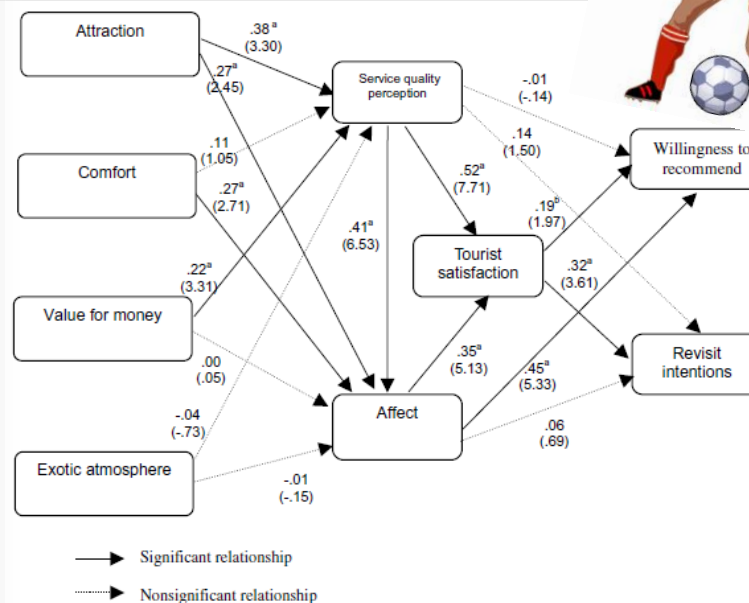 Attraction
.38 a
(3.30)
.27a
(2.45)
Service quality
perception
-.01
(-.14)
.14
(1.50)
Willingness to
recommend
.11
(1.05)
Comfort
.27a
(2.71)
.52a
(7.71)
.19b
(1.97)
.41a
(6.53)
Tourist
satisfaction
.32a
(3.61)
.22a
(3.31)
Value for money
.35a
(5.13)
Revisit
intentions
.00
(.05)
.45a
(5.33)
-.04
(-.73)
Affect
.06
(.69)
Exotic atmosphere
-.01
(-.15)
Significant relationship
Nonsignificant relationship